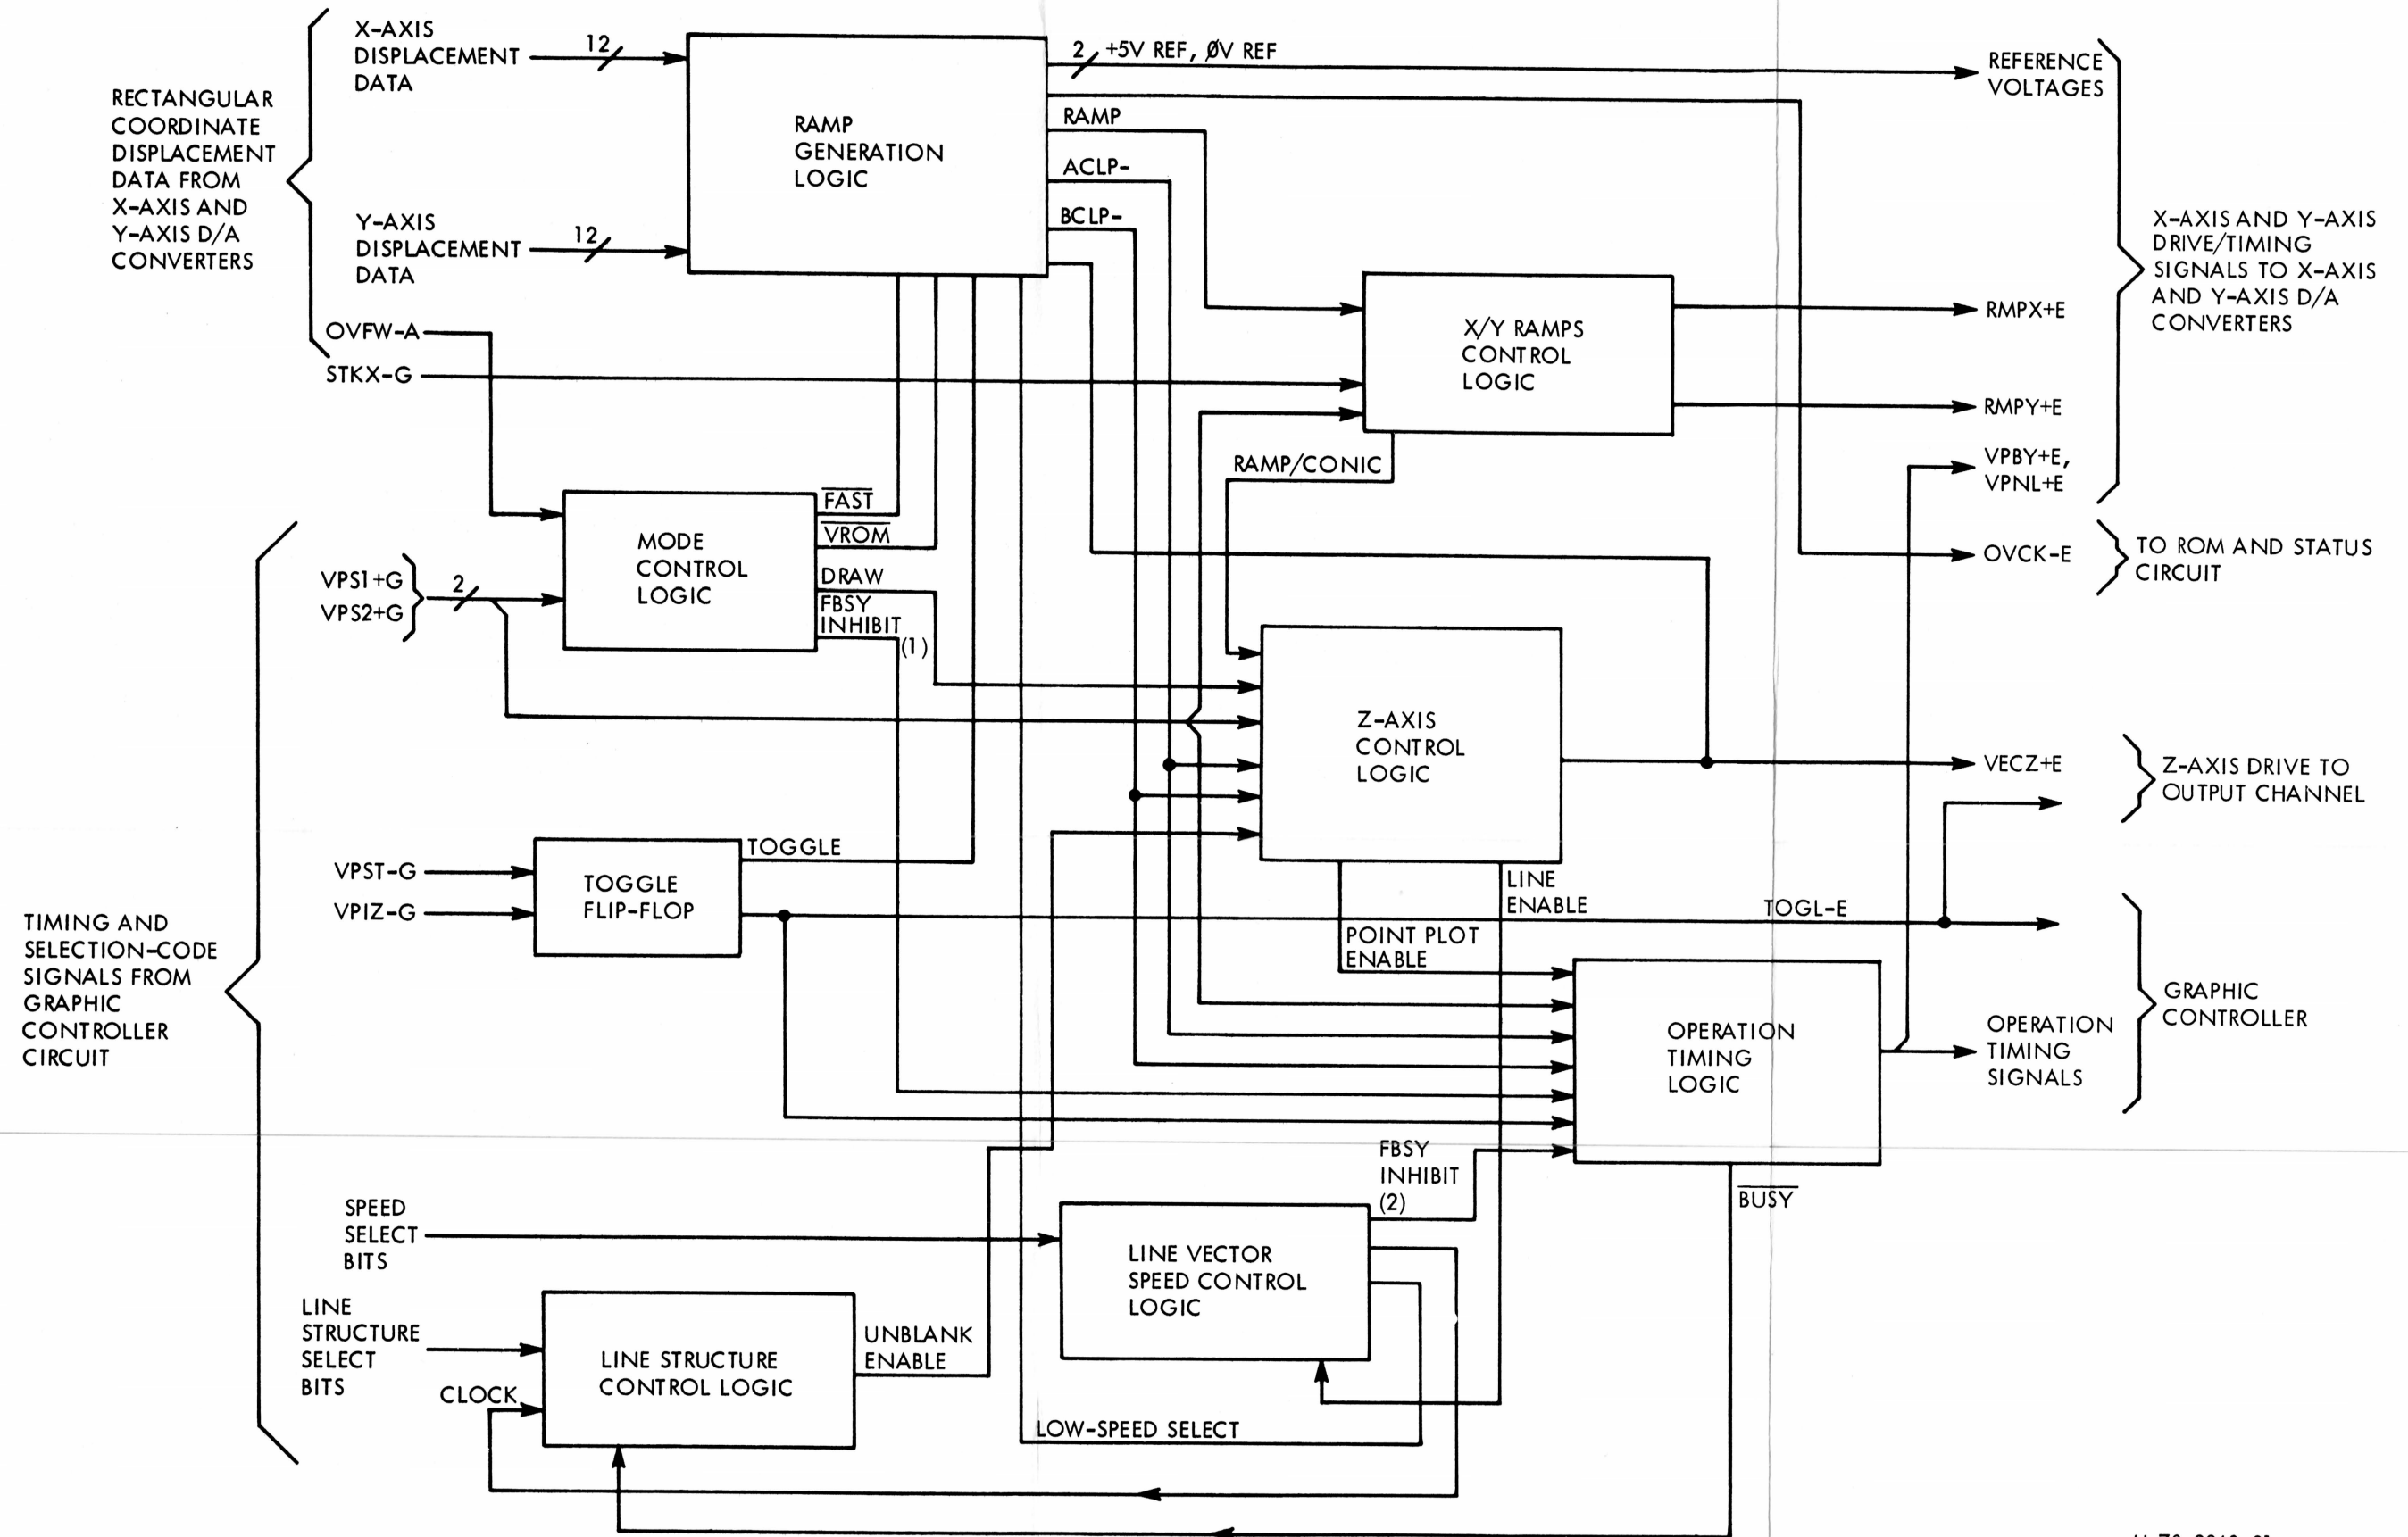 X-AXIS
DISPLACEMENT
DATA
12
RECTANGULAR
COORDINATE
DISPLACEMENT
DATA FROM
X-AXIS AND
Y-AXIS D/A
CONVERTERS
Y-AXIS
DISPLACEMENT
DATA
12
OVFW-A
STKX-G
RAMP
GENERATION
LOGIC
2 +5V REF, ØV REF
RAMP
ACLP-
BCLP-
REFERENCE
VOLTAGES
X-AXIS AND Y-AXIS
DRIVE/TIMING
SIGNALS TO X-AXIS
AND Y-AXIS D/A
CONVERTERS
X/Y RAMPS
CONTROL
LOGIC
RMPX+E
RMPY+E
RAMP/CONIC
VPBY+E,
VPNL+E
OVCK-E
TO ROM AND STATUS
CIRCUIT
VPS1+G
VPS2+G
2
MODE
CONTROL
LOGIC
FAST
VROM
DRAW
FBSY
INHIBIT
(1)
Z-AXIS
CONTROL
LOGIC
VECZ+E
Z-AXIS DRIVE TO
OUTPUT CHANNEL
TIMING AND
SELECTION-CODE
SIGNALS FROM
GRAPHIC
CONTROLLER
CIRCUIT
VPST-G
VPIZ-G
TOGGLE
FLIP-FLOP
TOGGLE
LINE
ENABLE
TOGL-E
POINT PLOT
ENABLE
OPERATION
TIMING
LOGIC
OPERATION
TIMING
SIGNALS
GRAPHIC
CONTROLLER
FBSY
INHIBIT
(2)
BUSY
SPEED
SELECT
BITS
LINE VECTOR
SPEED CONTROL
LOGIC
LINE
STRUCTURE
SELECT
BITS
CLOCK
LINE STRUCTURE
CONTROL LOGIC
UNBLANK
ENABLE
LOW-SPEED SELECT